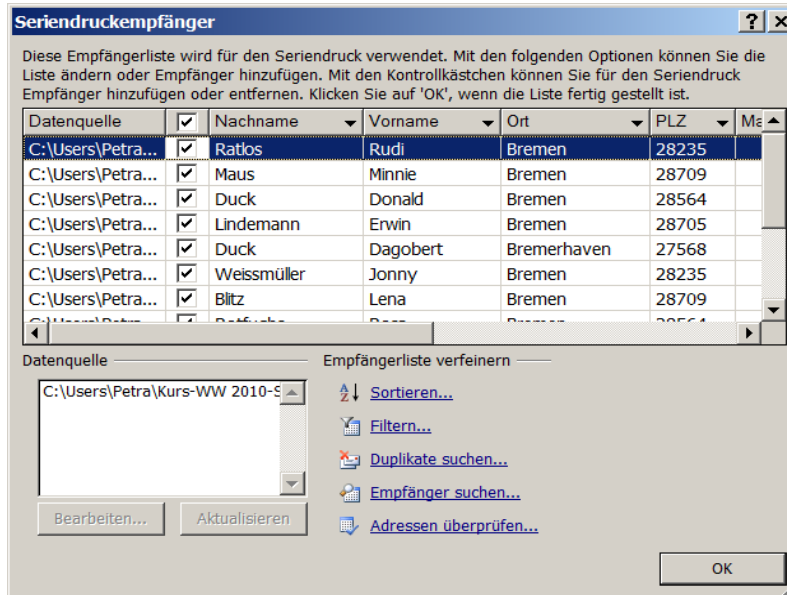 Seriendruckempfänger
Diese Empfängerliste wird für den Seriendruck verwendet. Mit den folgenden Optionen können Sie die
Liste ändern oder Empfänger hinzufügen. Mit den Kontrollkästchen können Sie für den Seriendruck
Empfänger hinzufügen oder entfernen. Klicken Sie auf 'OK', wenn die Liste fertig gestellt ist.
Datenquelle Nachname Vorname Ort PLZ Ma
C:\Users\Petra... Ratlos Rudi Bremen 28235
C:\Users\Petra... Maus Minnie Bremen 28709
C:\Users\Petra... Duck Donald Bremen 28564
C:\Users\Petra... Lindemann Erwin Bremen 28705
C:\Users\Petra... Duck Dagobert Bremerhaven 27568
C:\Users\Petra... Weissmüller Jonny Bremen 28235
C:\Users\Petra... Blitz Lena Bremen 28709
Datenquelle
C:\Users\Petra\Kurs-WW 2010-S
Bearbeiten... Aktualisieren
Empfängerliste verfeinern
Sortieren...
Filtern...
Duplikate suchen...
Empfänger suchen...
Adressen überprüfen...
OK